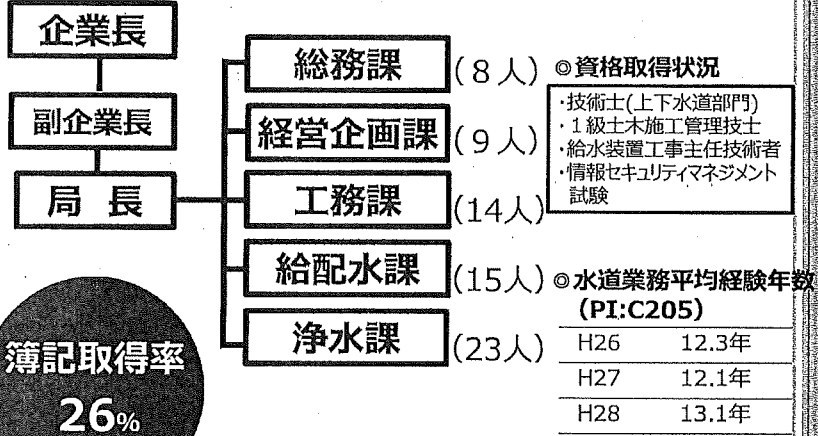 企業長
副企業長
局　長
総務課 (8人)
経営企画課 (9人)
工務課 (14人)
給配水課 (15人)
浄水課 (23人)
簿記取得率
26%
◎資格取得状況
・技術士(上下水道部門)
・1級土木施工管理技士
・給水装置工事主任技術者
・情報セキュリティマネジメント
試験
◎水道業務平均経験年数
(PI:C205)
H26 12.3年
H27 12.1年
H28 13.1年